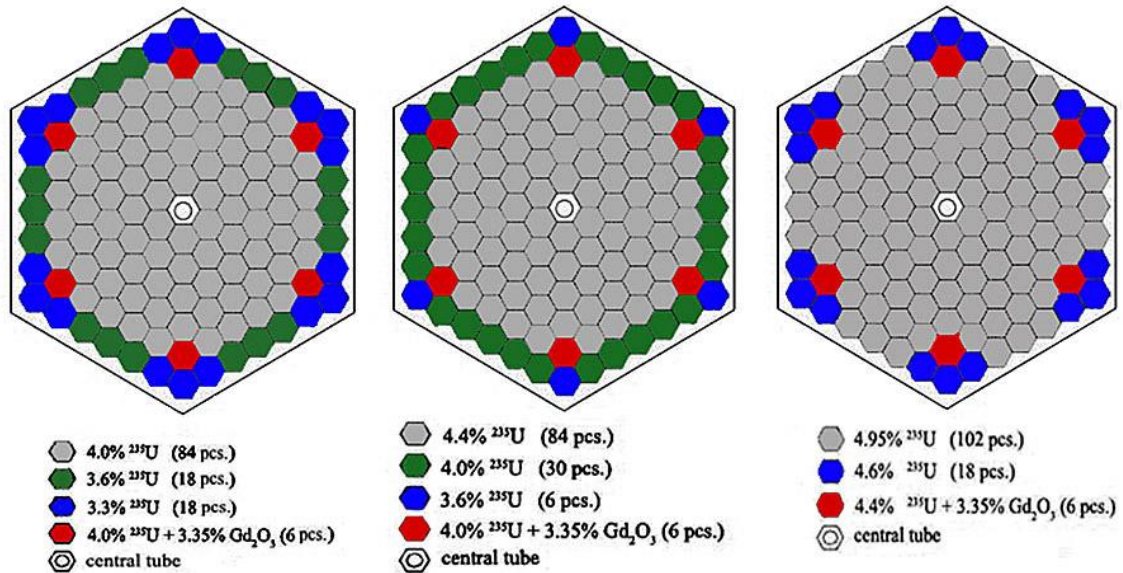 4.0% ²³⁵U (84 pcs.)
3.6% ²³⁵U (18 pcs.)
3.3% ²³⁵U (18 pcs.)
4.0% ²³⁵U + 3.35% Gd₂O₃ (6 pcs.)
central tube
4.4% ²³⁵U (84 pcs.)
4.0% ²³⁵U (30 pcs.)
3.6% ²³⁵U (6 pcs.)
4.0% ²³⁵U + 3.35% Gd₂O₃ (6 pcs.)
central tube
4.95% ²³⁵U (102 pcs.)
4.6% ²³⁵U (18 pcs.)
4.4% ²³⁵U + 3.35% Gd₂O₃ (6 pcs.)
central tube